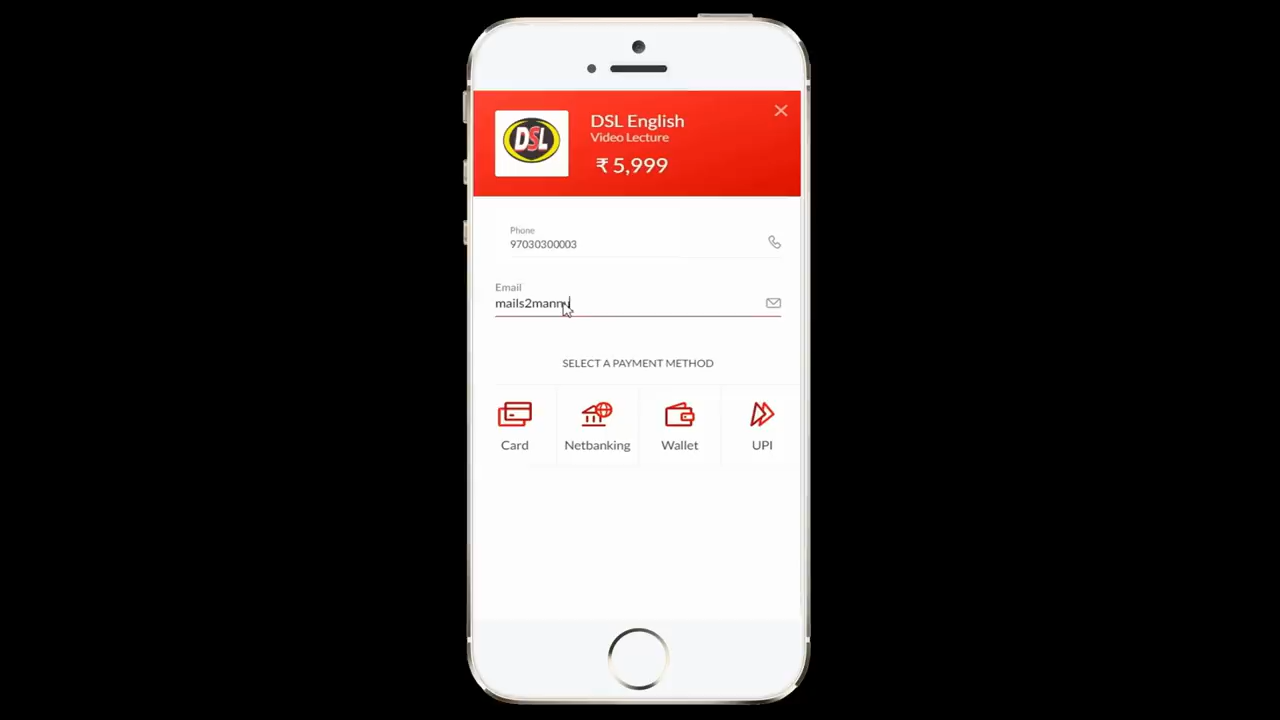 DSL
DSL English
Video Lecture
₹ 5,999
Phone
97030300003
Email
mails2mannu
SELECT A PAYMENT METHOD
Card
Netbanking
Wallet
UPI